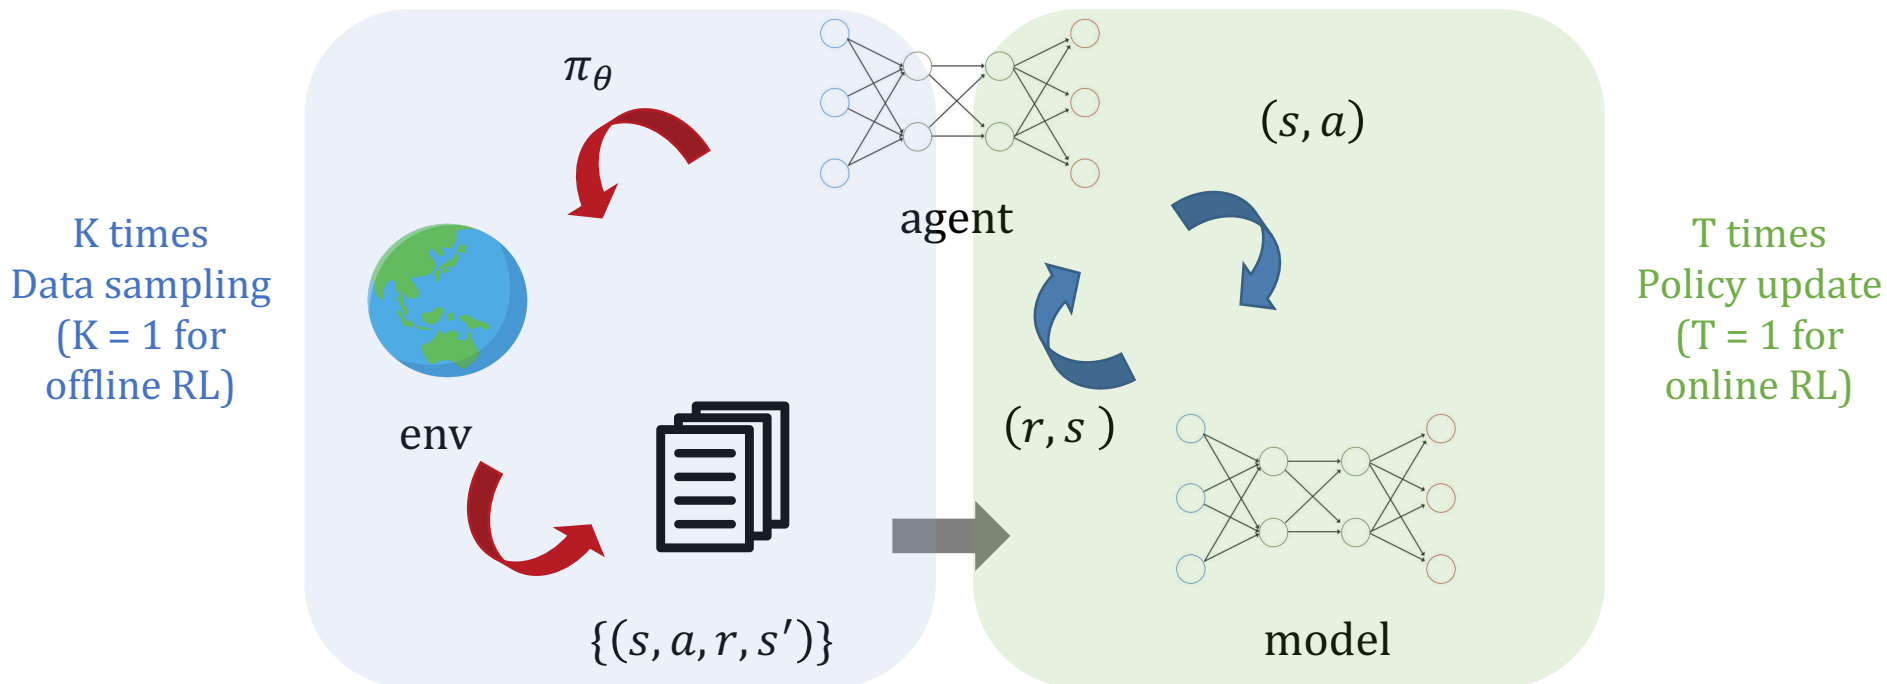 K times
Data sampling
(K = 1 for
offline RL)
π_θ
env
{(s, a, r, s′)}
agent
(s, a)
(r, s )
model
T times
Policy update
(T = 1 for
online RL)